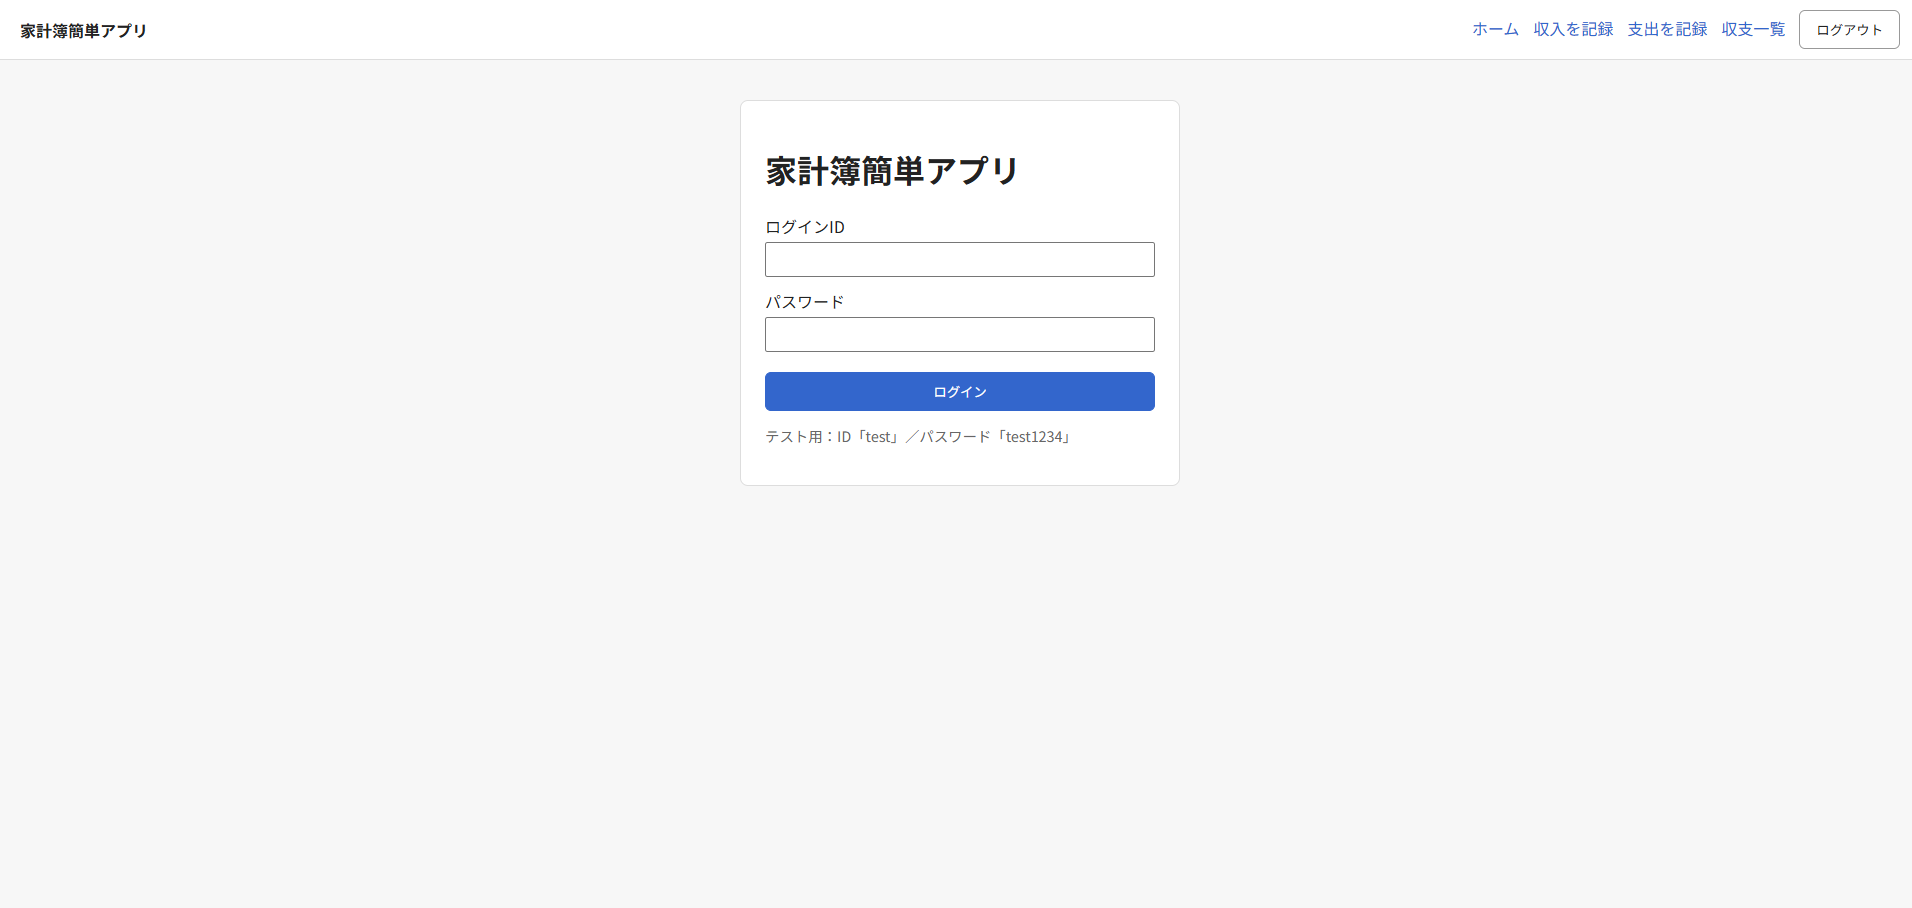 家計簿簡単アプリ
ホーム 収入を記録 支出を記録 収支一覧 ログアウト
家計簿簡単アプリ
ログインID
パスワード
ログイン
テスト用：ID「test」／パスワード「test1234」